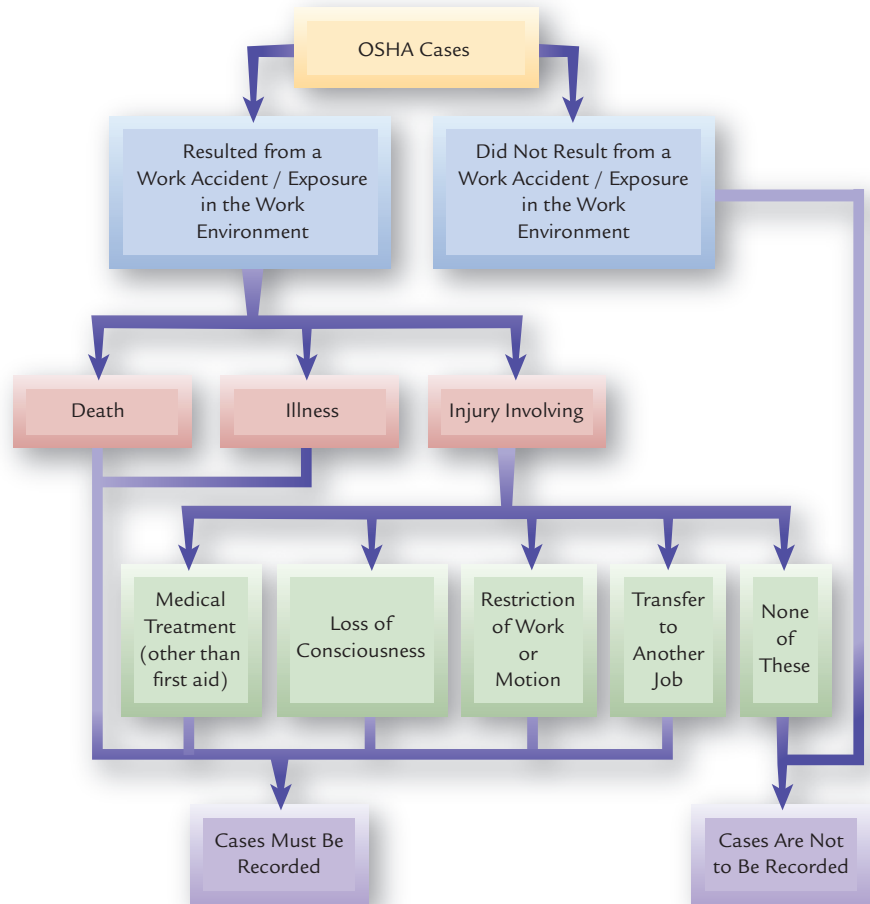 OSHA Cases
Resulted from a
Work Accident / Exposure
in the Work
Environment
Did Not Result from a
Work Accident / Exposure
in the Work
Environment
Death
Illness
Injury Involving
Medical
Treatment
(other than
first aid)
Loss of
Consciousness
Restriction
of Work
or
Motion
Transfer
to
Another
Job
None
of
These
Cases Must Be
Recorded
Cases Are Not
to Be Recorded